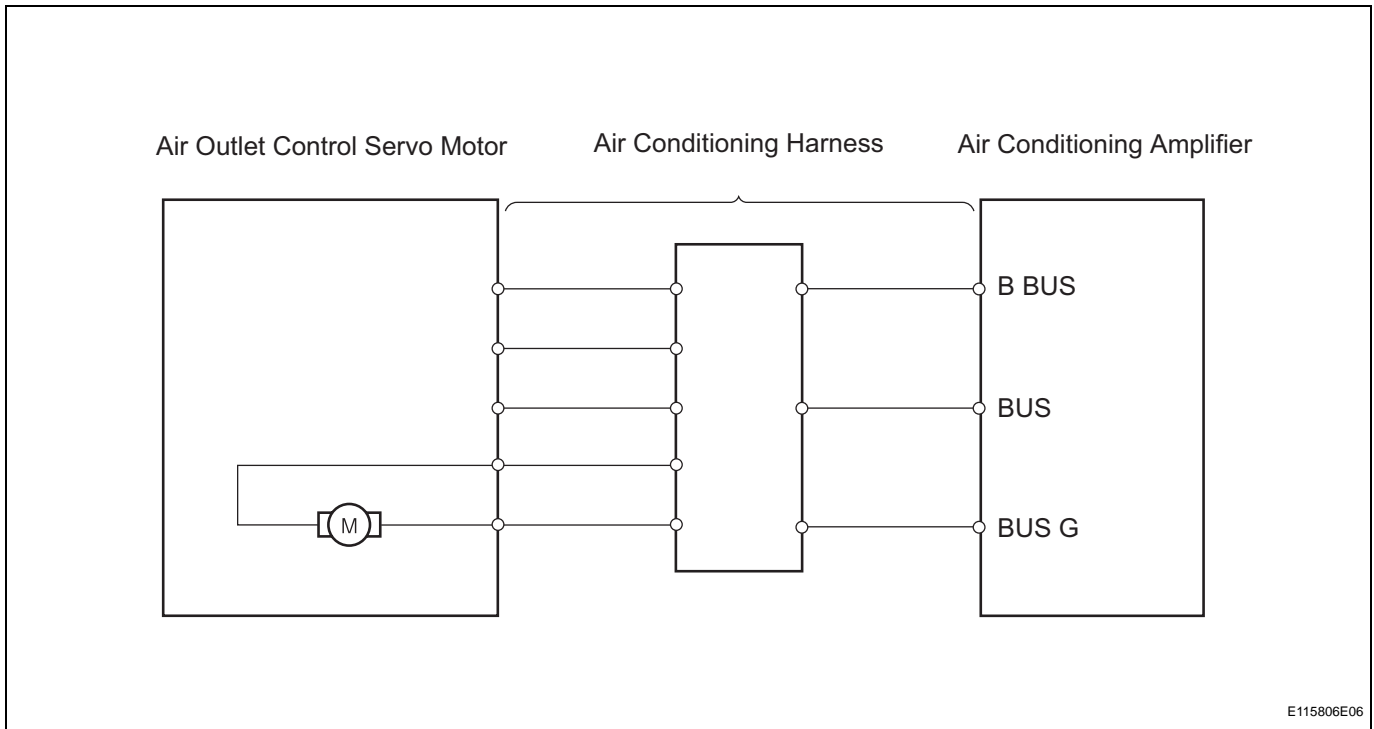 Air Outlet Control Servo Motor
Air Conditioning Harness
Air Conditioning Amplifier
B BUS
BUS
M
BUS G
E115806E06